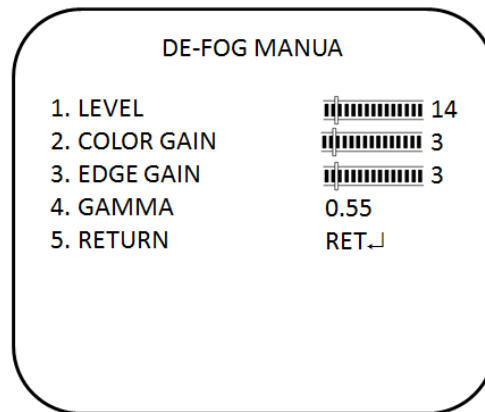 DE-FOG MANUA
1. LEVEL 14
2. COLOR GAIN 3
3. EDGE GAIN 3
4. GAMMA 0.55
5. RETURN RET↵